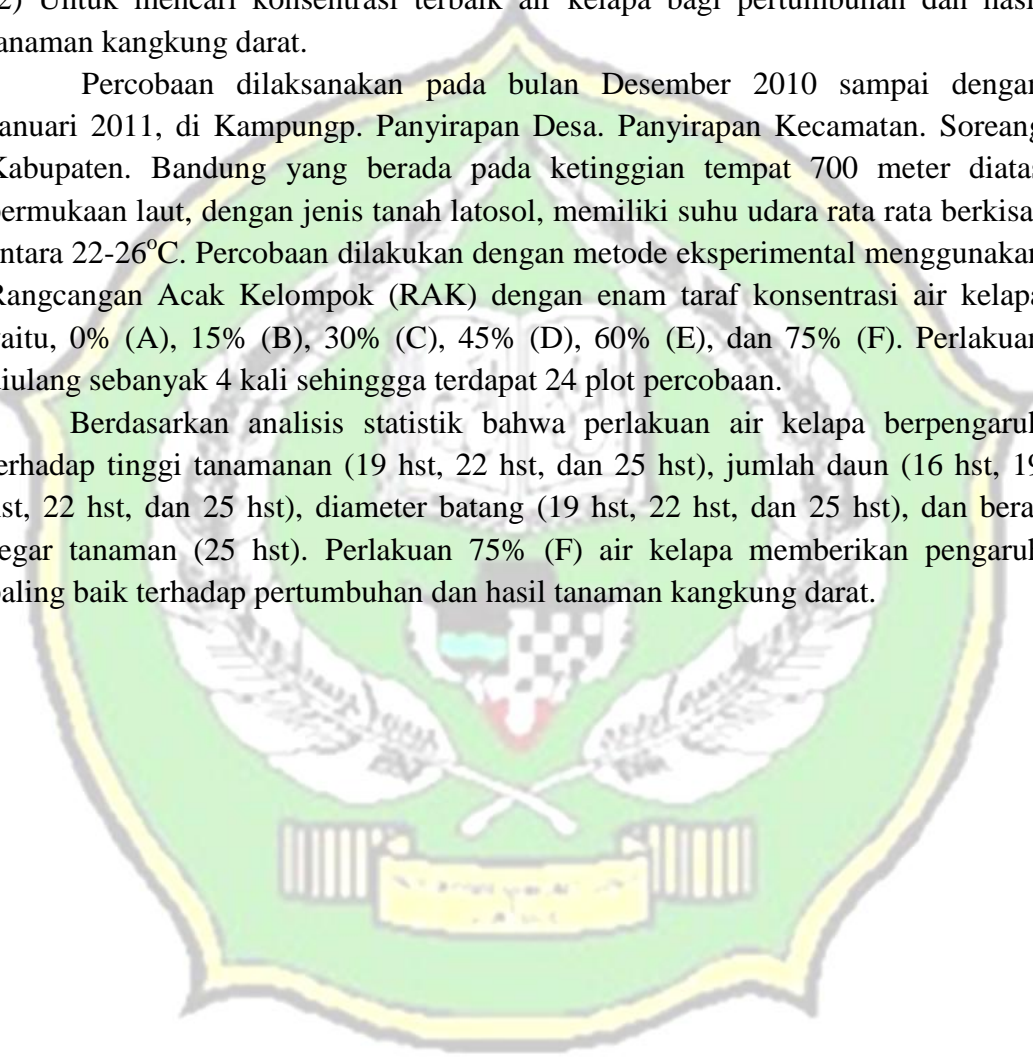 2) Untuk mencari konsentrasi terbaik air kelapa bagi pertumbuhan dan hasil
tanaman kangkung darat.
Percobaan dilaksanakan pada bulan Desember 2010 sampai dengan
Januari 2011, di Kampungp. Panyirapan Desa. Panyirapan Kecamatan. Soreang
Kabupaten. Bandung yang berada pada ketinggian tempat 700 meter diatas
permukaan laut, dengan jenis tanah latosol, memiliki suhu udara rata rata berkisar
antara 22-26°C. Percobaan dilakukan dengan metode eksperimental menggunakan
Rangcangan Acak Kelompok (RAK) dengan enam taraf konsentrasi air kelapa
yaitu, 0% (A), 15% (B), 30% (C), 45% (D), 60% (E), dan 75% (F). Perlakuan
diulang sebanyak 4 kali sehinggga terdapat 24 plot percobaan.
Berdasarkan analisis statistik bahwa perlakuan air kelapa berpengaruh
terhadap tinggi tanamanan (19 hst, 22 hst, dan 25 hst), jumlah daun (16 hst, 19
hst, 22 hst, dan 25 hst), diameter batang (19 hst, 22 hst, dan 25 hst), dan berat
segar tanaman (25 hst). Perlakuan 75% (F) air kelapa memberikan pengaruh
paling baik terhadap pertumbuhan dan hasil tanaman kangkung darat.